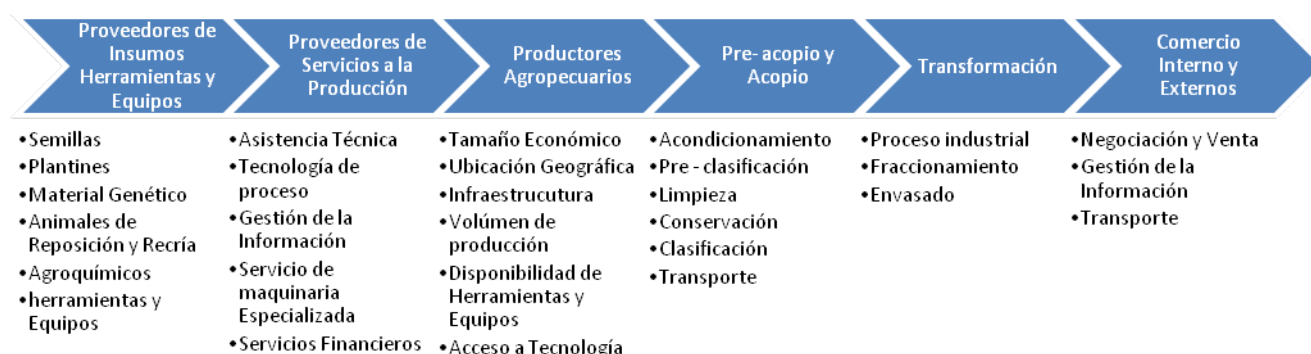 Proveedores de
Insumos
Herramientas y
Equipos
Proveedores de
Servicios a la
Producción
Productores
Agropecuarios
Pre- acopio y
Acopio
Transformación
Comercio
Interno y
Externos
•Semillas
•Plantines
•Material Genético
•Animales de
Reposición y Recría
•Agroquímicos
•herramientas y
Equipos
•Asistencia Técnica
•Tecnología de
proceso
•Gestión de la
Información
•Servicio de
maquinaria
Especializada
•Servicios Financieros
•Tamaño Económico
•Ubicación Geográfica
•Infraestrucutura
•Volúmen de
producción
•Disponibilidad de
Herramientas y
Equipos
•Acceso a Tecnología
•Acondicionamiento
•Pre - clasificación
•Limpieza
•Conservación
•Clasificación
•Transporte
•Proceso industrial
•Fraccionamiento
•Envasado
•Negociación y Venta
•Gestión de la
Información
•Transporte